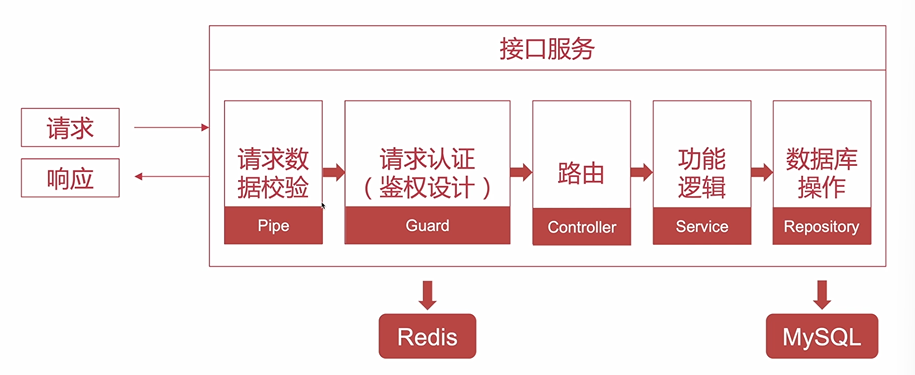 接口服务
请求
响应
请求数
据校验
Pipe
请求认证
（鉴权设计）
Guard
路由
Controller
功能
逻辑
Service
数据库
操作
Repository
Redis
MySQL